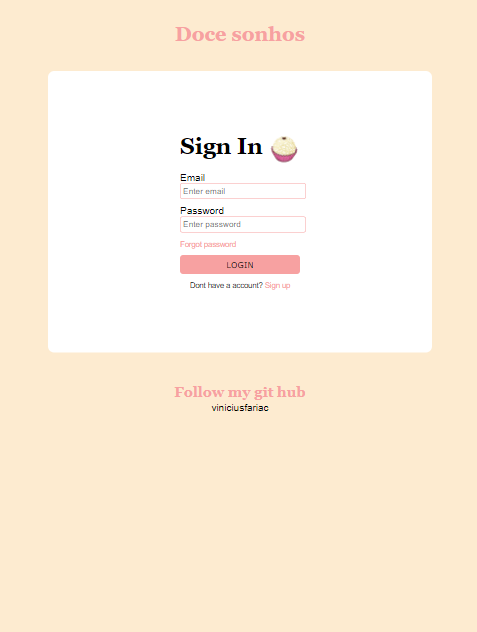 Doce sonhos
Sign In
Email
Enter email
Password
Enter password
Forgot password
LOGIN
Dont have a account? Sign up
Follow my git hub
viniciusfariac